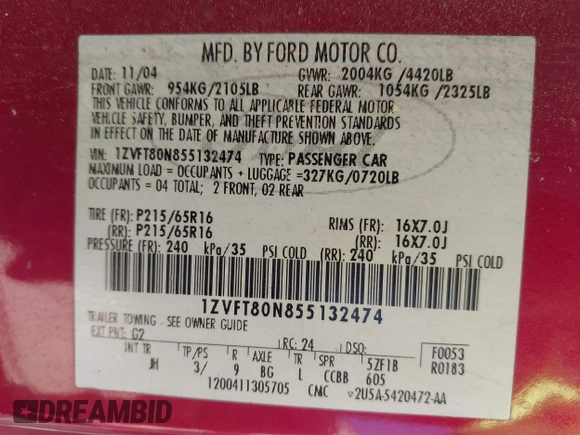 MFD. BY FORD MOTOR CO.
DATE: 11/04 GVWR: 2004KG /4420LB
FRONT GAWR: 954KG/2105LB REAR GAWR: 1054KG/2325LB
THIS VEHICLE CONFORMS TO ALL APPLICABLE FEDERAL MOTOR
VEHICLE SAFETY, BUMPER, AND THEFT PREVENTION STANDARDS
IN EFFECT ON THE DATE OF MANUFACTURE SHOWN ABOVE.
VIN: 1ZVFT80N855132474 TYPE: PASSENGER CAR
MAXIMUM LOAD = OCCUPANTS + LUGGAGE =327KG/0720LB
OCCUPANTS = 04 TOTAL; 2 FRONT, 02 REAR
TIRE (FR): P215/65R16 RIMS (FR): 16X7.0J
(RR): P215/65R16 (RR): 16X7.0J
PRESSURE (FR): 240 kPa/35 PSI COLD (RR): 240 kPa/35 PSI COLD
1ZVFT80N855132474
TRAILER TOWING - SEE OWNER GUIDE
EXT PNT: G2 RC: 24 DSO: F0053
INT TR TP/PS R AXLE TR SPR 5ZF1B R0183
JH 3/ 9 BG L CCBB 605
1200411305705 CMC 2U5A-5420472-AA
DREAMBID